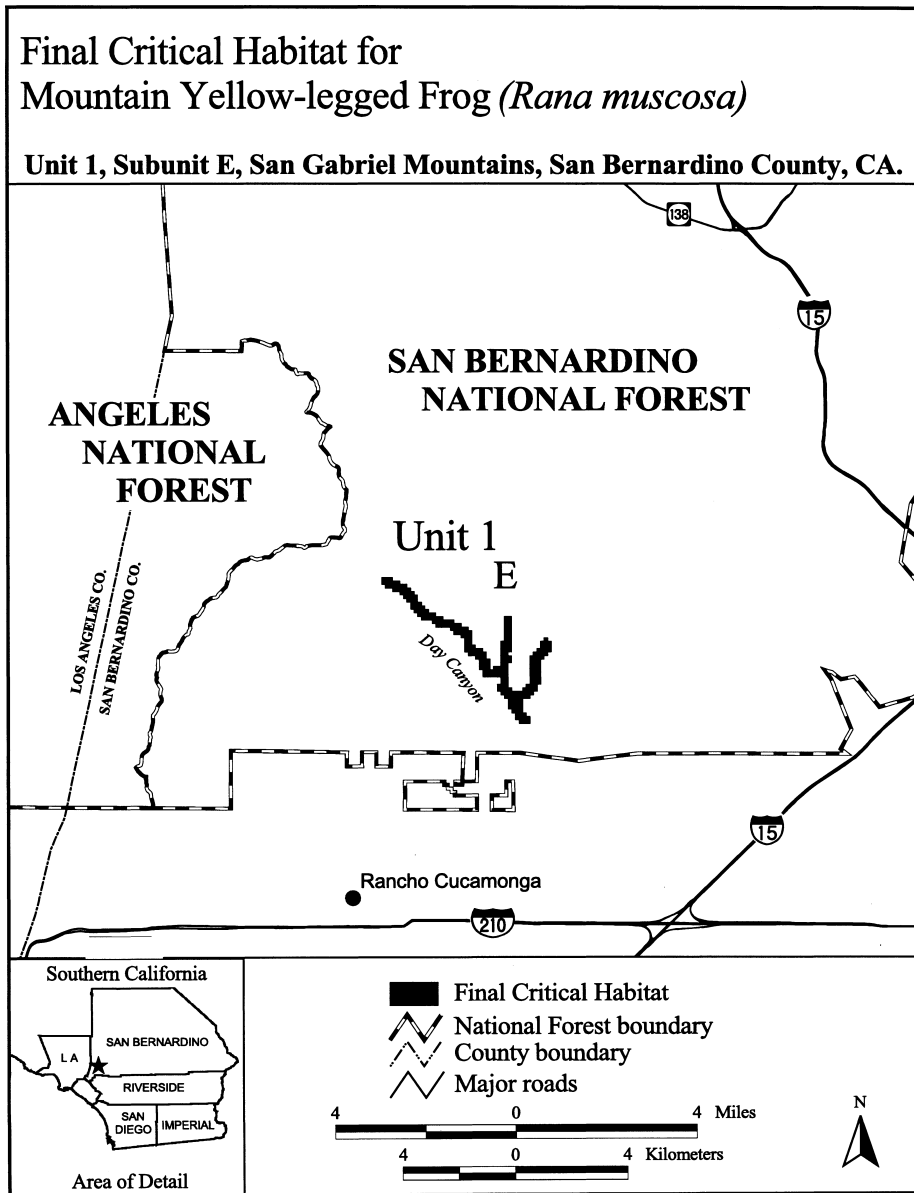 Final Critical Habitat for
Mountain Yellow-legged Frog (Rana muscosa)
Unit 1, Subunit E, San Gabriel Mountains, San Bernardino County, CA.
138
15
SAN BERNARDINO
NATIONAL FOREST
ANGELES
NATIONAL
FOREST
Unit 1
E
LOS ANGELES CO.
SAN BERNARDINO CO.
Day Canyon
15
Rancho Cucamonga
210
Southern California
SAN BERNARDINO
L A
RIVERSIDE
SAN
DIEGO
IMPERIAL
Area of Detail
Final Critical Habitat
National Forest boundary
County boundary
Major roads
4 0 4 Miles
4 0 4 Kilometers
N